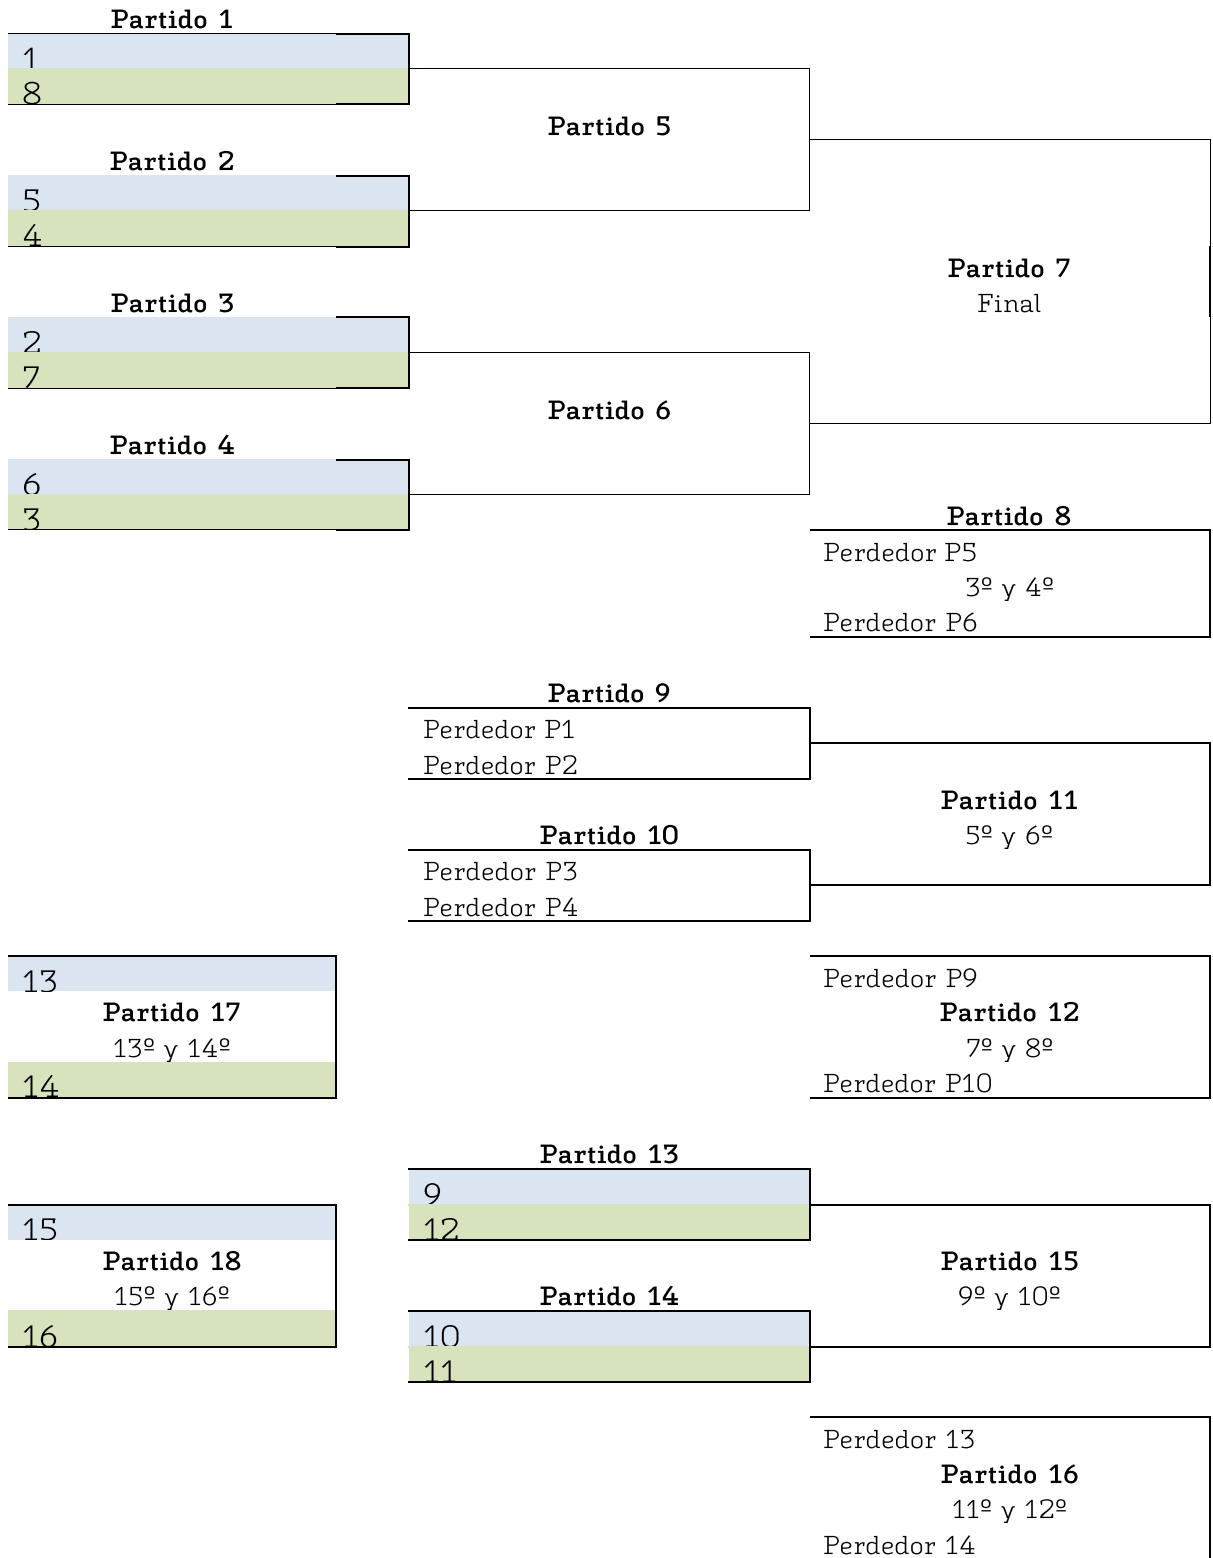 Partido 1
1
8
Partido 5
Partido 2
5
4
Partido 7
Final
Partido 3
2
7
Partido 6
Partido 4
6
3
Partido 8
Perdedor P5
3º y 4º
Perdedor P6
Partido 9
Perdedor P1
Perdedor P2
Partido 11
5º y 6º
Partido 10
Perdedor P3
Perdedor P4
13
Partido 17
13º y 14º
14
Perdedor P9
Partido 12
7º y 8º
Perdedor P10
Partido 13
9
12
15
Partido 18
15º y 16º
16
Partido 15
9º y 10º
Partido 14
10
11
Perdedor 13
Partido 16
11º y 12º
Perdedor 14